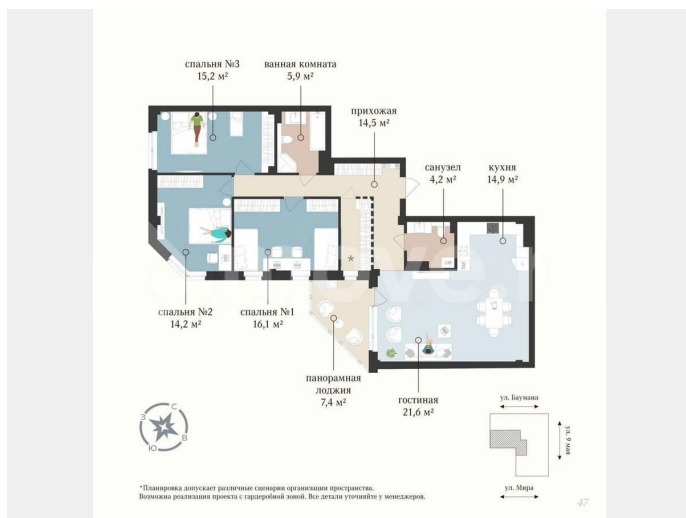 спальня №3
15,2 м²
ванная комната
5,9 м²
прихожая
14,5 м²
санузел
4,2 м²
кухня
14,9 м²
*
спальня №2
14,2 м²
спальня №1
16,1 м²
панорамная
лоджия
7,4 м²
гостиная
21,6 м²
С
З
В
Ю
ул. Баумана
ул. 9 мая
ул. Мира
*Планировка допускает различные сценарии организации пространства.
Возможна реализация проекта с гардеробной зоной. Все детали уточняйте у менеджеров.
47